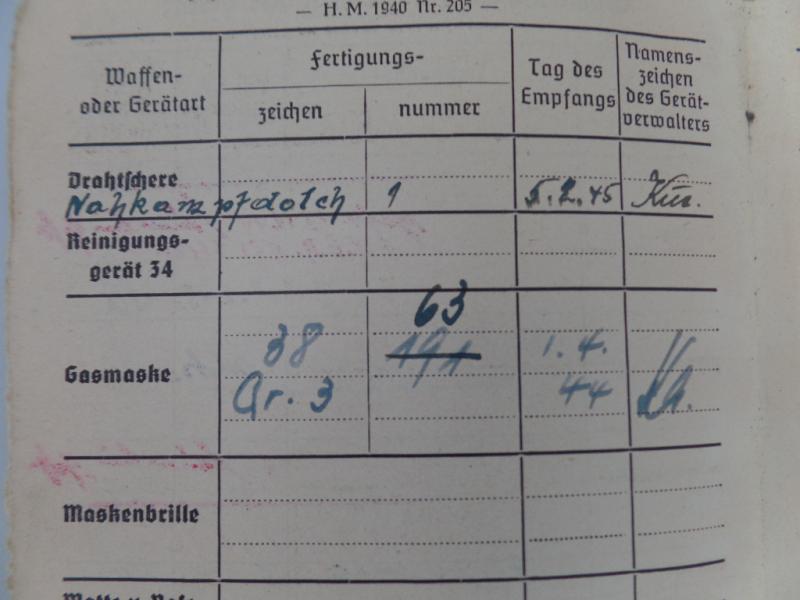 — H. M. 1940 Nr. 205 —
Waffen-
oder Gerätart
Fertigungs-
zeichen
nummer
Tag des
Empfangs
Namens-
zeichen
des Gerät-
verwalters
Drahtschere
Nahkampfdolch 1 5.2.45
Reinigungs-
gerät 34
63
38 191 1. 4.
Gasmaske
Gr. 3 44
Maskenbrille